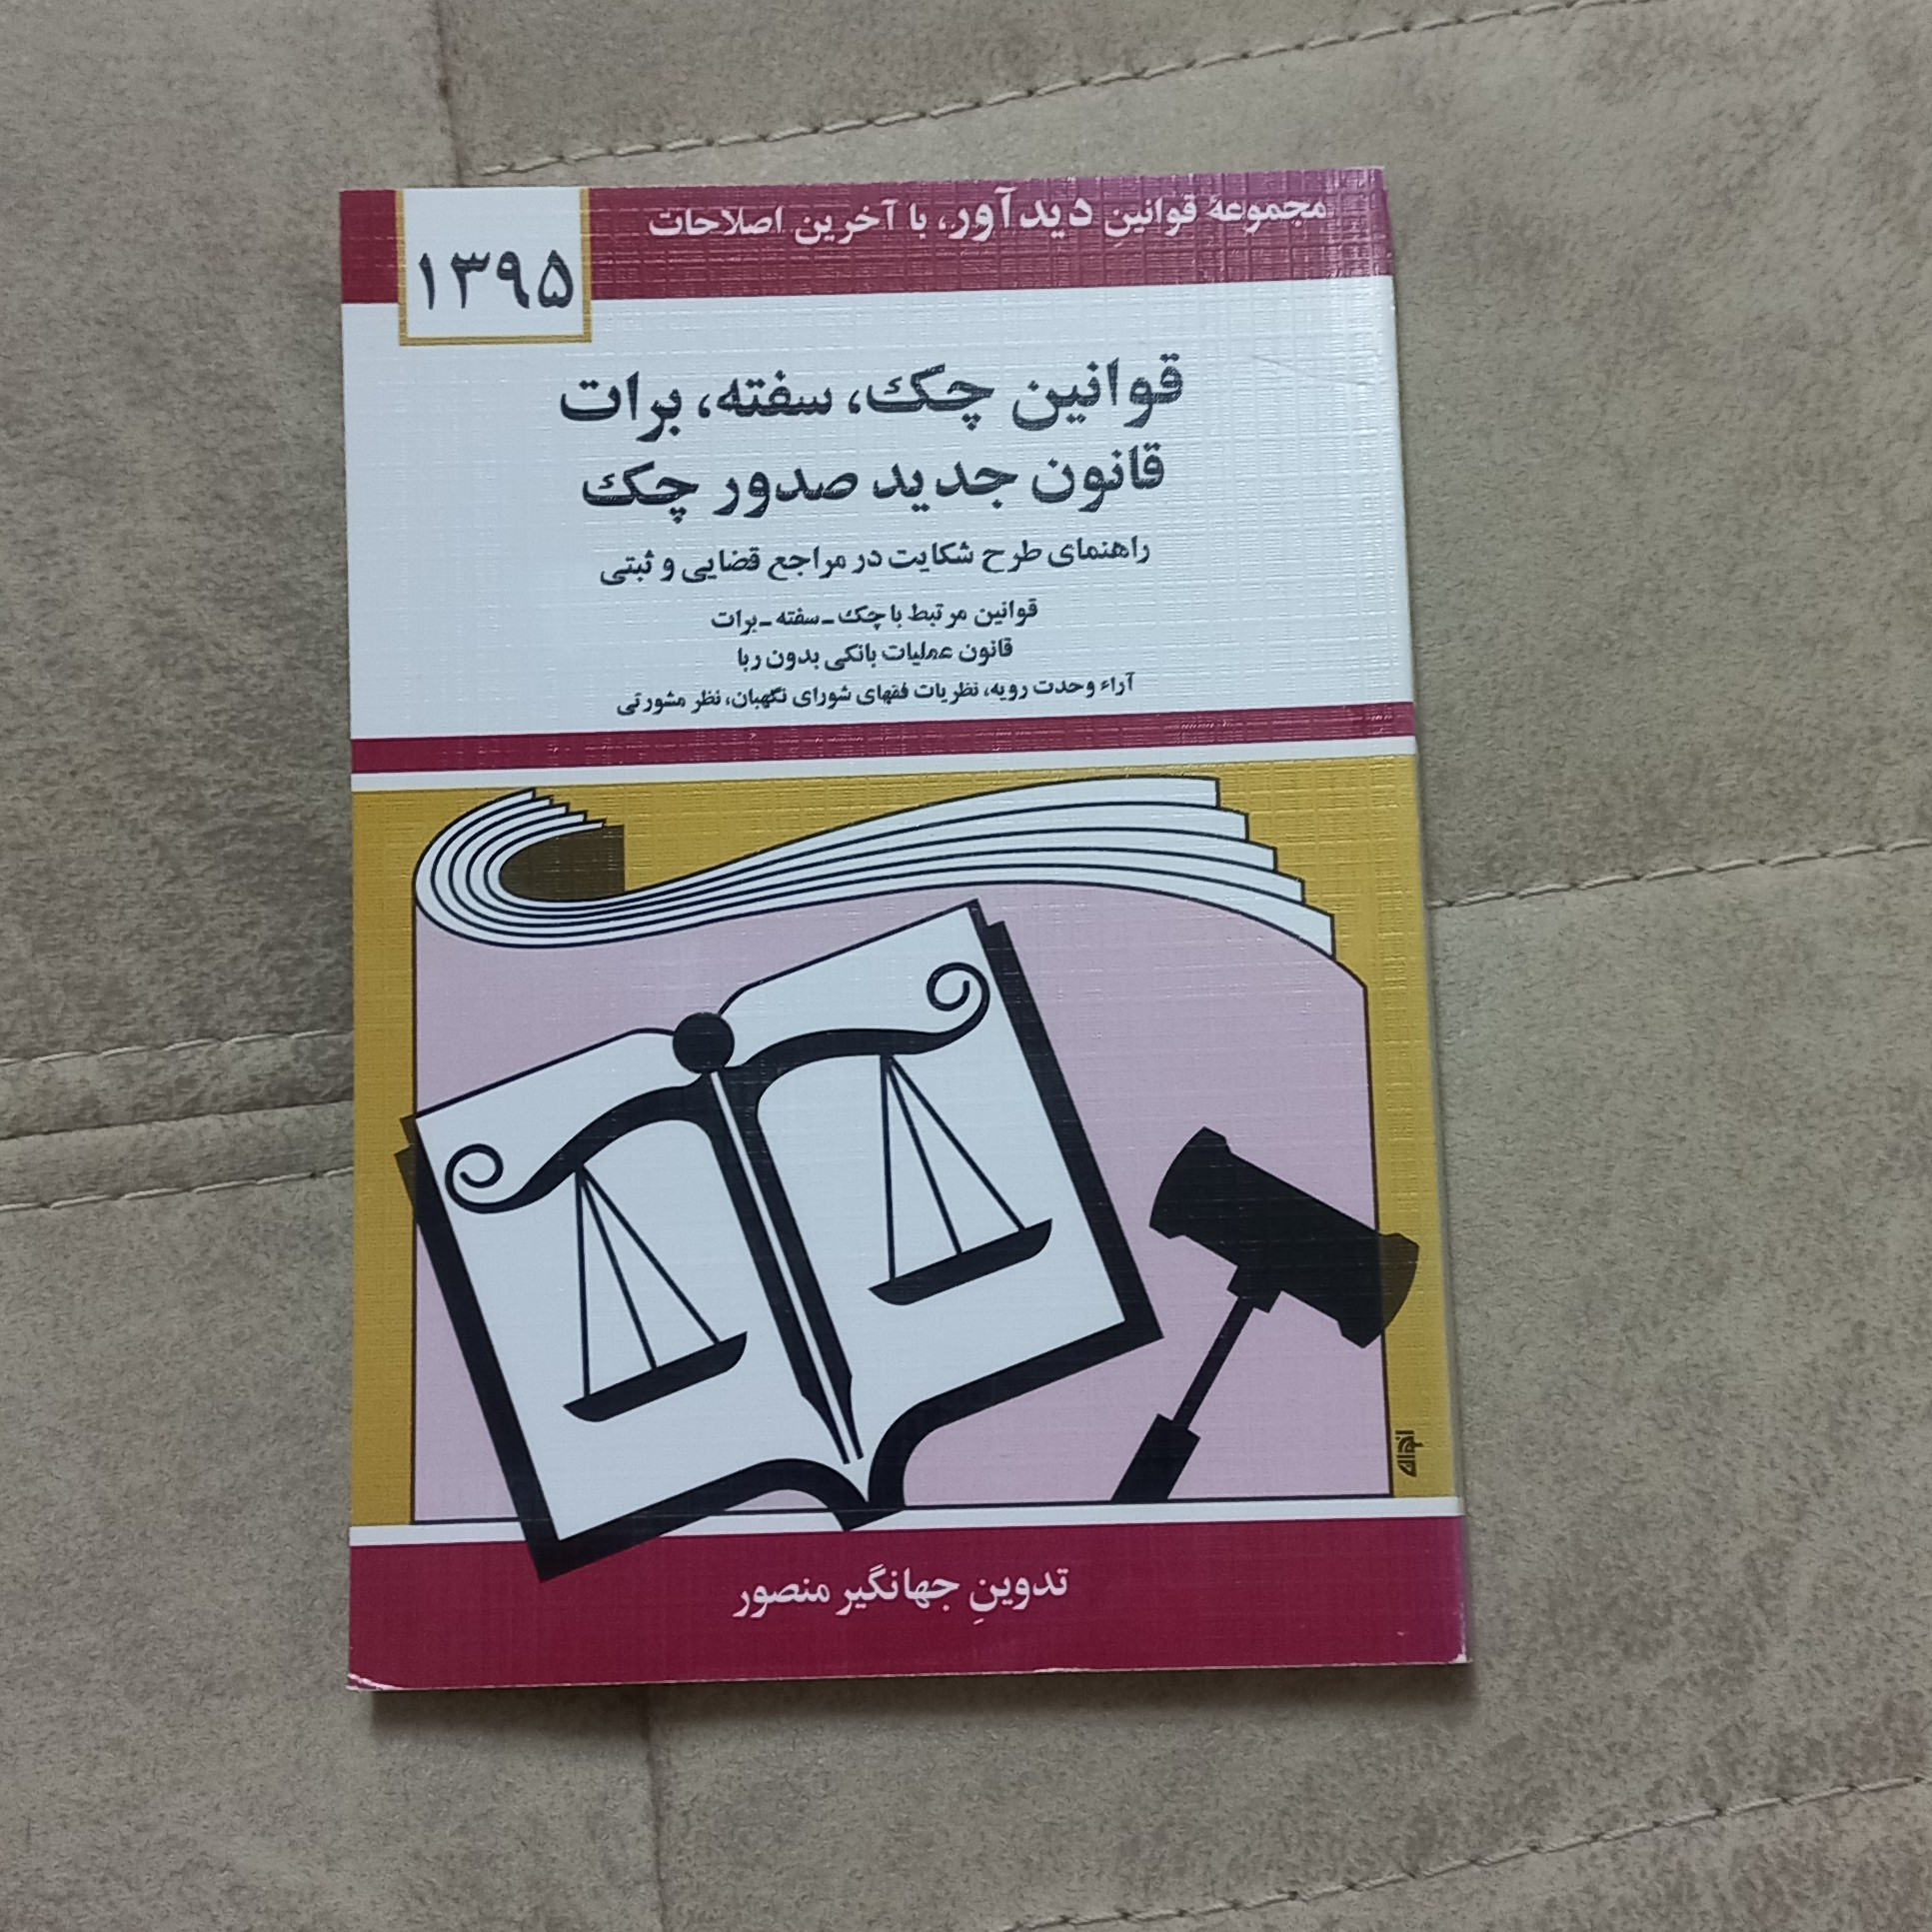 مجموعهٔ قوانینِ دیدآور، با آخرین اصلاحات
۱۳۹۵
قوانین چک، سفته، برات
قانون جدید صدور چک
راهنمای طرح شکایت در مراجع قضایی و ثبتی
قوانین مرتبط با چک ـ سفته ـ برات
قانون عملیات بانکی بدون ربا
آراء وحدت رویه، نظریات فقهای شورای نگهبان، نظر مشورتی
تدوینِ جهانگیر منصور